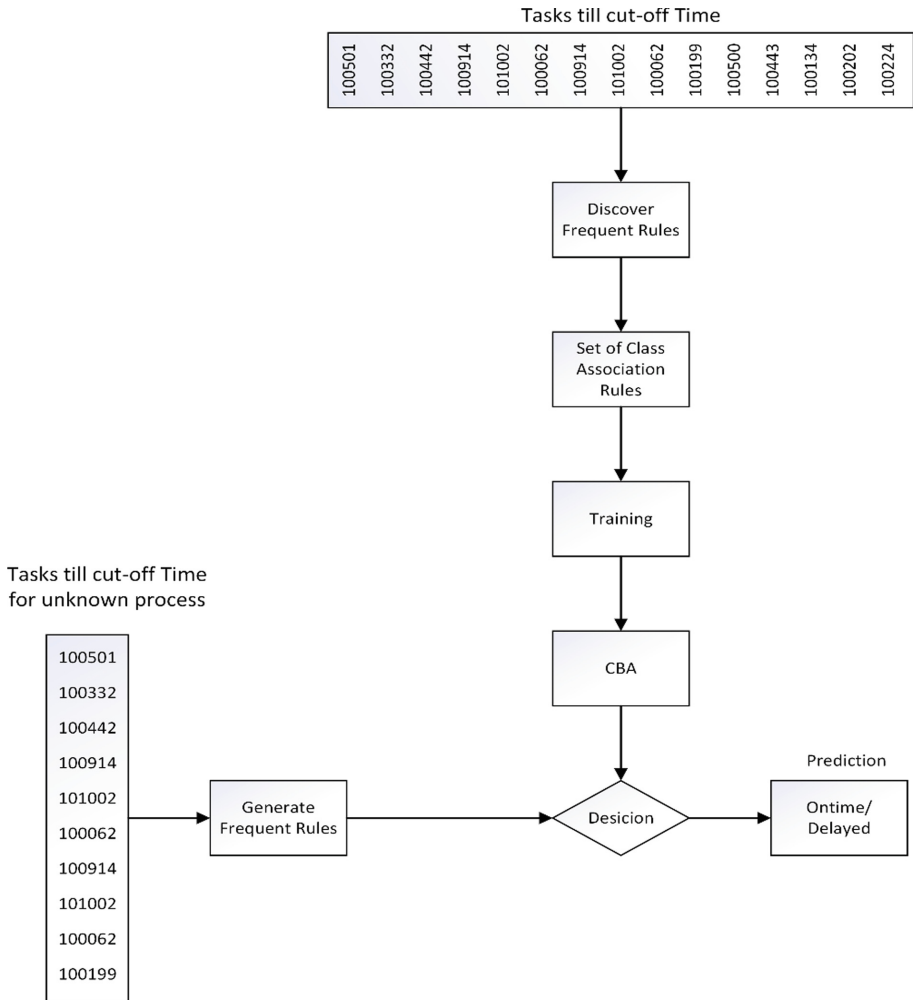 Tasks till cut-off Time
100501
100332
100442
100914
101002
100062
100914
101002
100062
100199
100500
100443
100134
100202
100224
Discover
Frequent Rules
Set of Class
Association
Rules
Training
CBA
Tasks till cut-off Time
for unknown process
100501
100332
100442
100914
101002
100062
100914
101002
100062
100199
Generate
Frequent Rules
Desicion
Prediction
Ontime/
Delayed